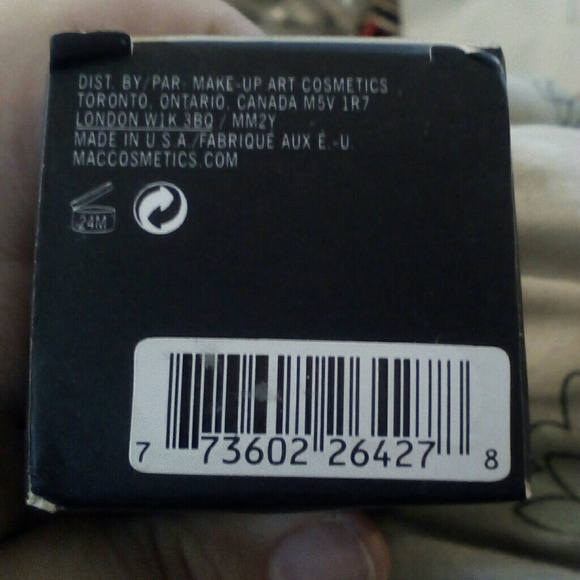 DIST. BY/PAR: MAKE-UP ART COSMETICS
TORONTO, ONTARIO, CANADA M5V 1R7
LONDON W1K 3BQ / MM2Y
MADE IN U S A./FABRIQUÉ AUX É.-U.
MACCOSMETICS.COM
24M
7 73602 26427 8